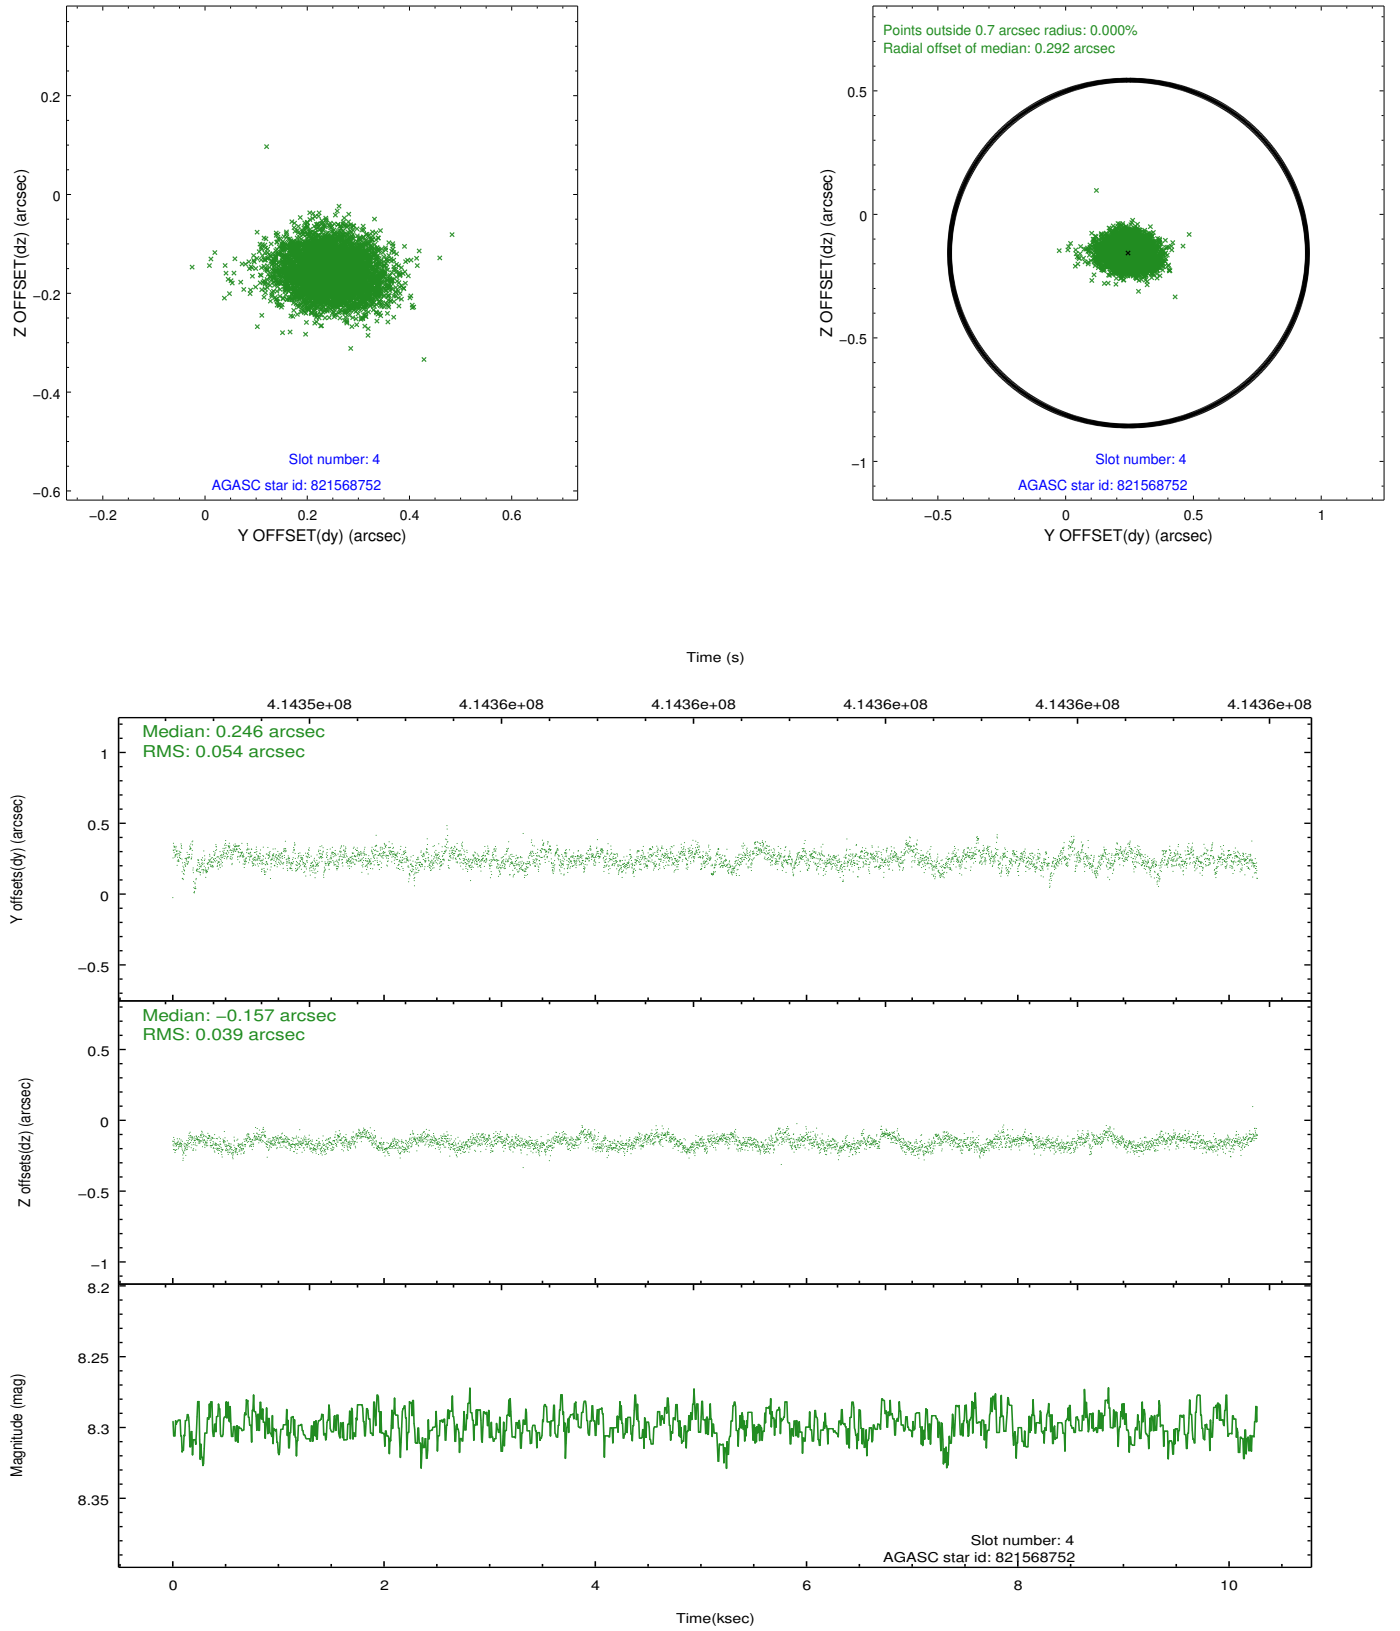 0.2
0
−0.2
−0.4
−0.6
Z OFFSET(dz) (arcsec)
Slot number: 4
AGASC star id: 821568752
−0.2 0 0.2 0.4 0.6
Y OFFSET(dy) (arcsec)
Points outside 0.7 arcsec radius: 0.000%
Radial offset of median: 0.292 arcsec
0.5
0
−0.5
−1
Z OFFSET(dz) (arcsec)
Slot number: 4
AGASC star id: 821568752
−0.5 0 0.5 1
Y OFFSET(dy) (arcsec)
Time (s)
4.1435e+08 4.1436e+08 4.1436e+08 4.1436e+08 4.1436e+08 4.1436e+08
Median: 0.246 arcsec
RMS: 0.054 arcsec
1
0.5
0
−0.5
Y offsets(dy) (arcsec)
Median: −0.157 arcsec
RMS: 0.039 arcsec
0.5
0
−0.5
−1
Z offsets(dz) (arcsec)
8.2
8.25
8.3
8.35
Magnitude (mag)
Slot number: 4
AGASC star id: 821568752
0 2 4 6 8 10
Time(ksec)